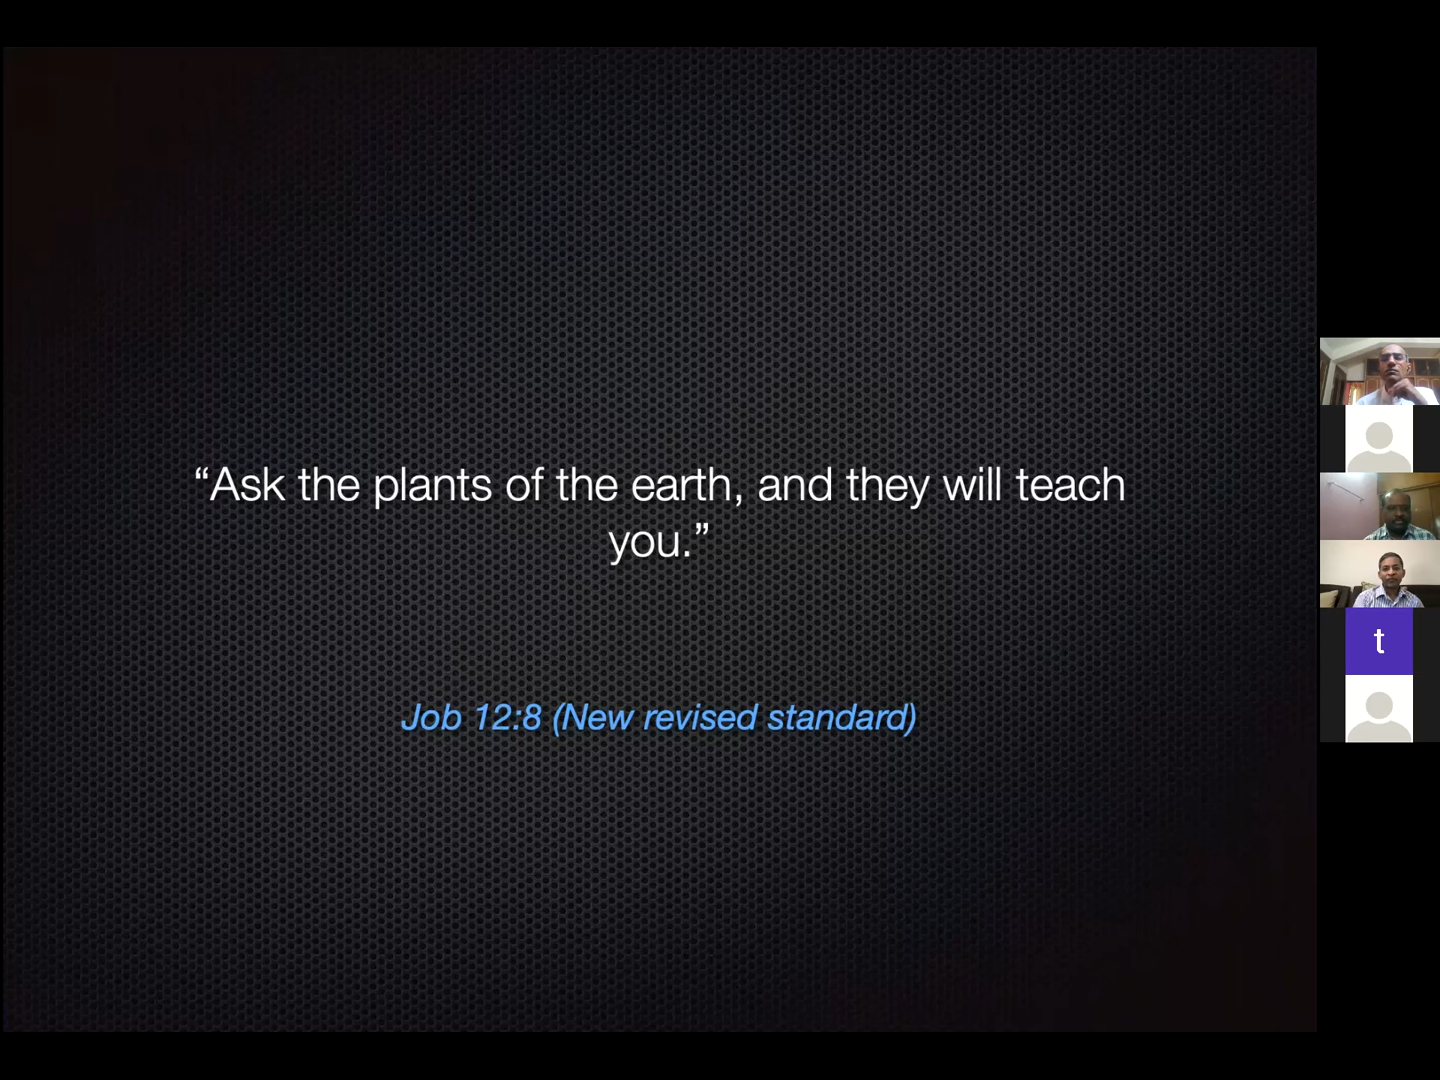 “Ask the plants of the earth, and they will teach
you.”
Job 12:8 (New revised standard)
t